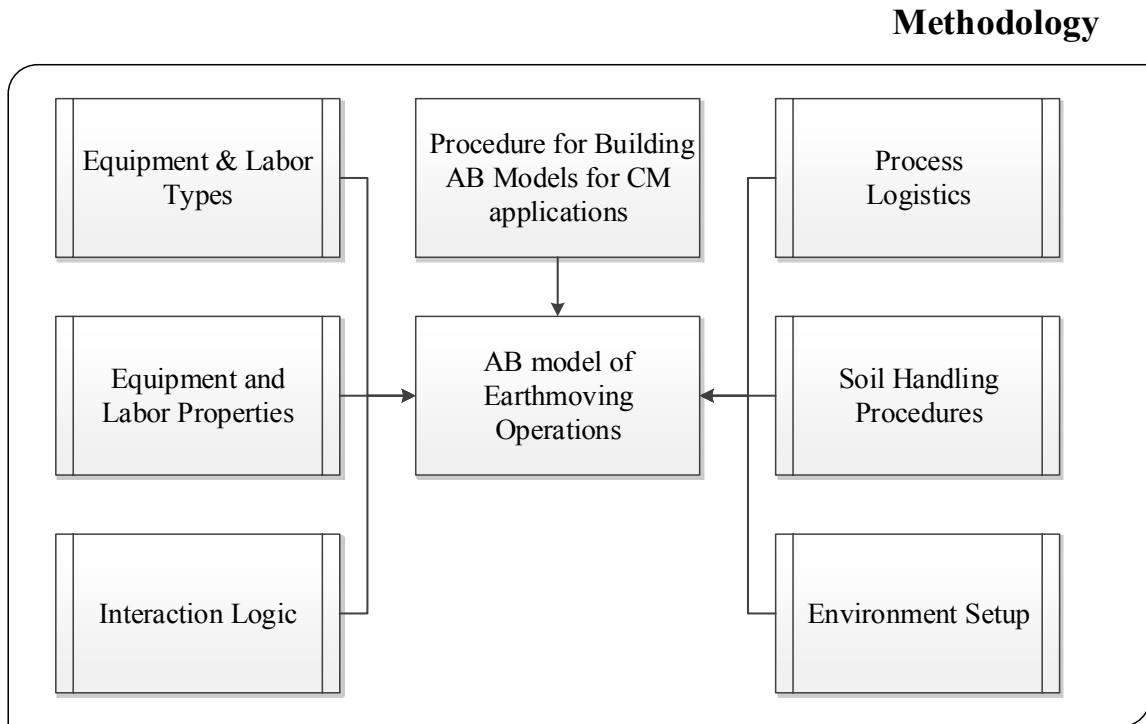 Methodology
Equipment & Labor
Types
Procedure for Building
AB Models for CM
applications
Process
Logistics
Equipment and
Labor Properties
AB model of
Earthmoving
Operations
Soil Handling
Procedures
Interaction Logic
Environment Setup